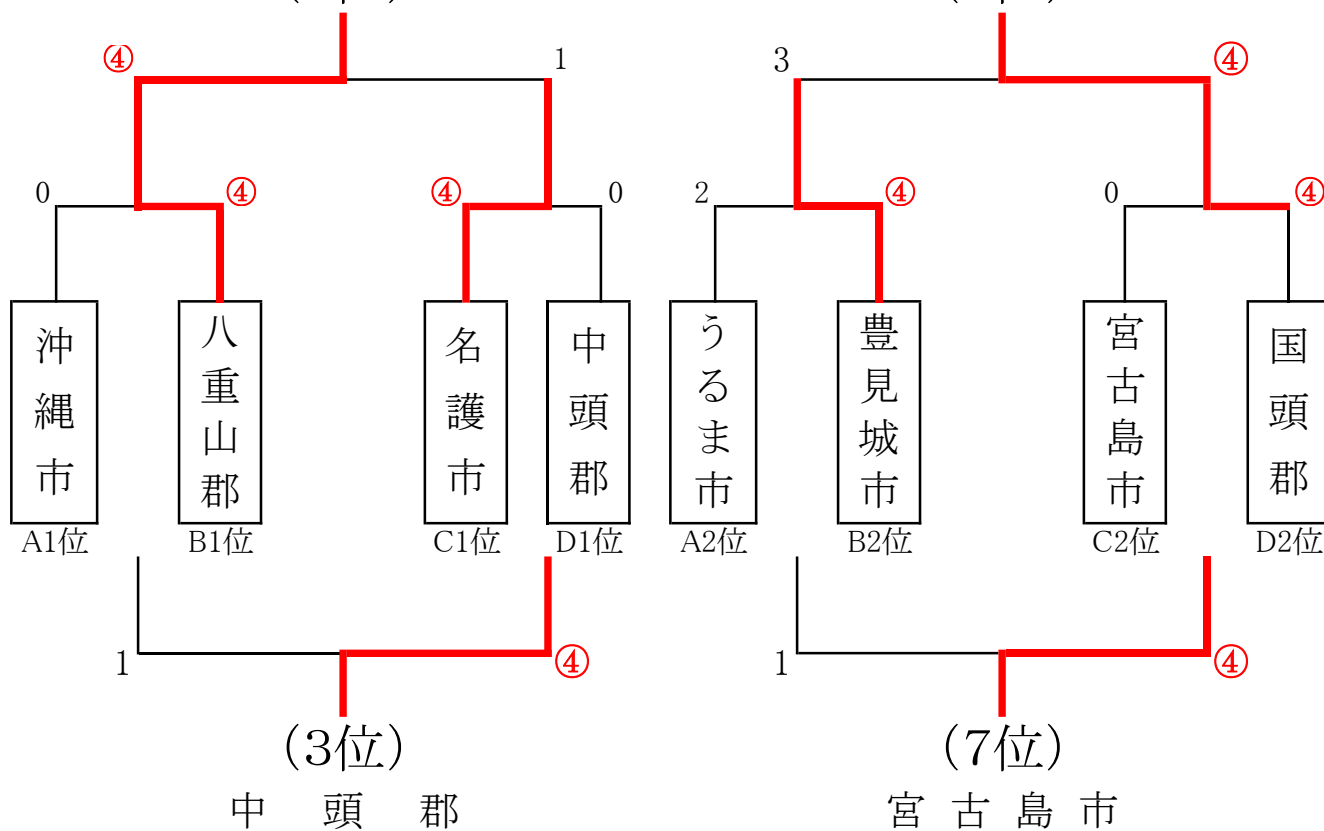 ④ 1 3 ④
0 ④ ④ 0 2 ④ 0 ④
沖縄市 八重山郡 名護市 中頭郡 うるま市 豊見城市 宮古島市 国頭郡
A1位 B1位 C1位 D1位 A2位 B2位 C2位 D2位
1 ④ 1 ④
(3位) (7位)
中頭郡 宮古島市